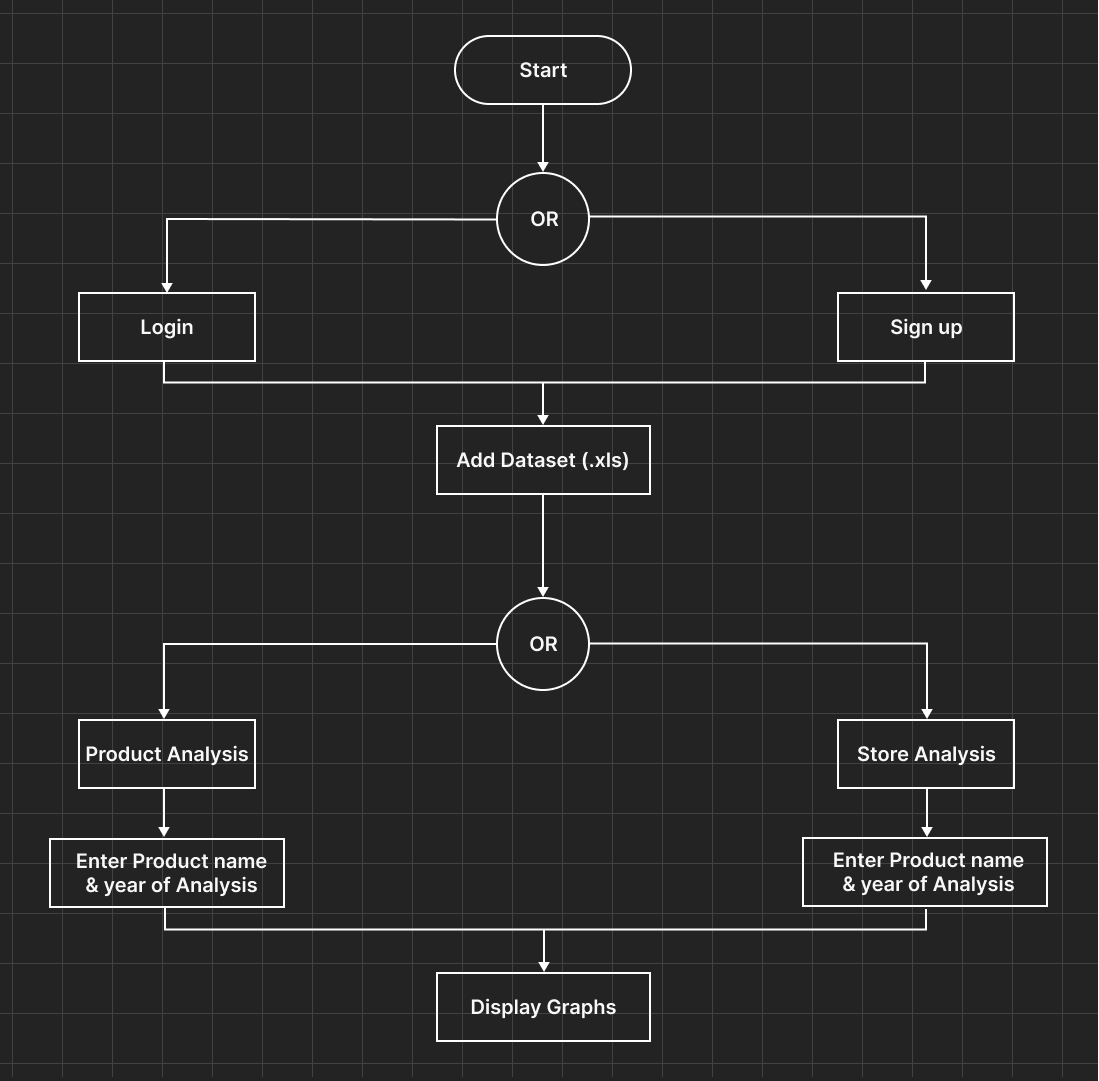 Start
OR
Login
Sign up
Add Dataset (.xls)
OR
Product Analysis
Store Analysis
Enter Product name
& year of Analysis
Enter Product name
& year of Analysis
Display Graphs